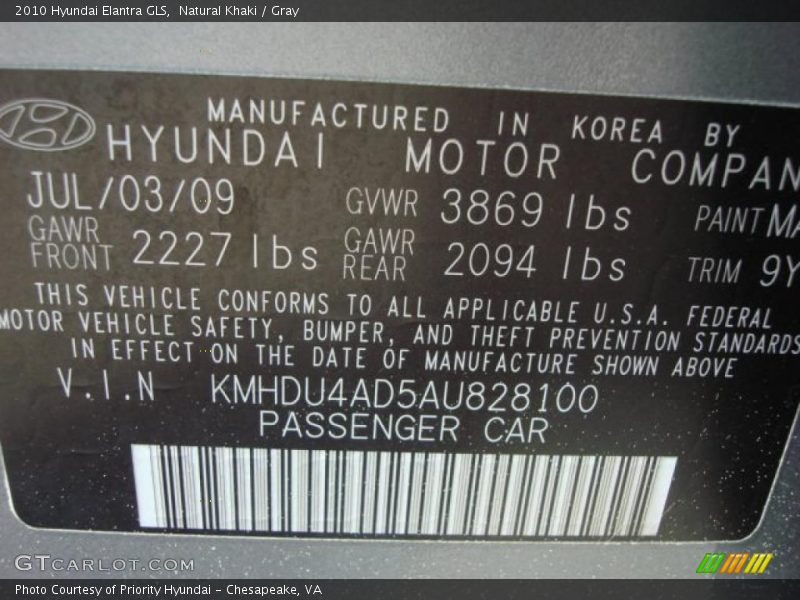 2010 Hyundai Elantra GLS,  Natural Khaki / Gray
MANUFACTURED IN KOREA BY
HYUNDAI MOTOR COMPAN
JUL/03/09 GVWR 3869 lbs PAINT MA
GAWR FRONT 2227 lbs GAWR REAR 2094 lbs TRIM 9Y
THIS VEHICLE CONFORMS TO ALL APPLICABLE U.S.A. FEDERAL
MOTOR VEHICLE SAFETY, BUMPER, AND THEFT PREVENTION STANDARDS
IN EFFECT ON THE DATE OF MANUFACTURE SHOWN ABOVE
V.I.N KMHDU4AD5AU828100
PASSENGER CAR
GTCARLOT.COM
Photo Courtesy of Priority Hyundai - Chesapeake, VA